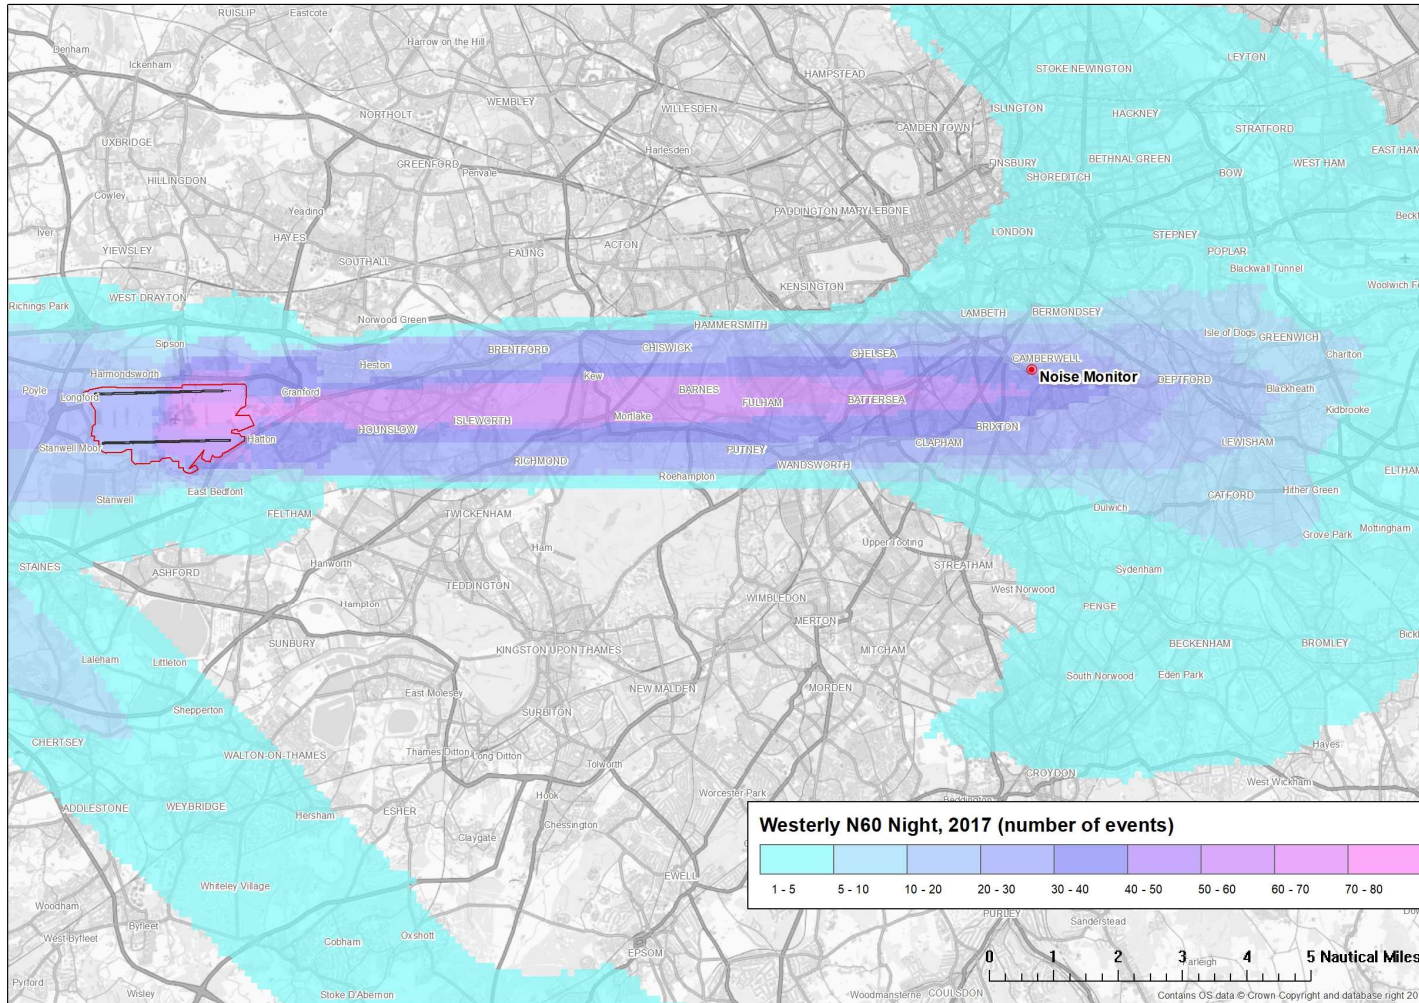 RUISLIP
Eastcote
Denham
Ickenham
Harrow on the Hill
LEYTON
HAMPSTEAD
STOKE NEWINGTON
WEMBLEY
NORTHOLT
WILLESDEN
ISLINGTON
HACKNEY
CAMDEN TOWN
STRATFORD
UXBRIDGE
Harlesden
EAST HAM
GREENFORD
Perivale
FINSBURY
BETHNAL GREEN
WEST HAM
HILLINGDON
SHOREDITCH
BOW
Cowley
Yeading
PADDINGTON
MARYLEBONE
Iver
HAYES
ACTON
LONDON
STEPNEY
YIEWSLEY
EALING
POPLAR
SOUTHALL
Blackwall Tunnel
KENSINGTON
WEST DRAYTON
Richings Park
Norwood Green
HAMMERSMITH
LAMBETH
BERMONDSEY
Isle of Dogs
GREENWICH
Sipson
BRENTFORD
CHISWICK
CHELSEA
CAMBERWELL
Charlton
Heston
Harmondsworth
Kew
Noise Monitor
DEPTFORD
Poyle
Longford
Cranford
BARNES
FULHAM
BATTERSEA
Blackheath
Kidbrooke
Mortlake
ISLEWORTH
HOUNSLOW
BRIXTON
Hatton
CLAPHAM
LEWISHAM
Stanwell Moor
PUTNEY
RICHMOND
WANDSWORTH
Roehampton
Stanwell
East Bedfont
CATFORD
Hither Green
FELTHAM
TWICKENHAM
Dulwich
Mottingham
Grove Park
Upper Tooting
Ham
Hanworth
STREATHAM
STAINES
ASHFORD
Sydenham
TEDDINGTON
West Norwood
WIMBLEDON
Hampton
PENGE
MERTON
SUNBURY
KINGSTON UPON THAMES
MITCHAM
BECKENHAM
BROMLEY
Laleham
Littleton
South Norwood
Eden Park
NEW MALDEN
MORDEN
East Molesey
Shepperton
SURBITON
CHERTSEY
Thames Ditton
Long Ditton
Hayes
WALTON-ON-THAMES
Tolworth
CROYDON
West Wickham
Worcester Park
Hook
Beddington
ADDLESTONE
WEYBRIDGE
ESHER
Hersham
Chessington
Claygate
Westerly N60 Night, 2017 (number of events)
1 - 5
5 - 10
10 - 20
20 - 30
30 - 40
40 - 50
50 - 60
60 - 70
70 - 80
EWELL
Whiteley Village
Woodham
PURLEY
Sanderstead
Byfleet
West Byfleet
Oxshott
Cobham
EPSOM
0 1 2 3 4 5 Nautical Miles
Pyrford
Wisley
Stoke D'Abernon
Woodmansterne
COULSDON
Contains OS data © Crown Copyright and database right 20